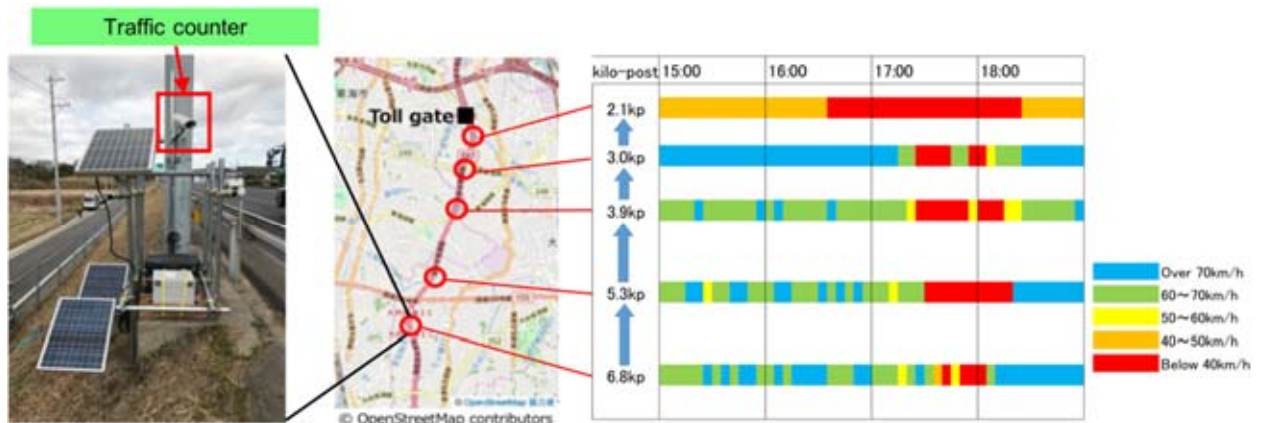 Traffic counter
Toll gate
© OpenStreetMap contributors
kilo-post 15:00 16:00 17:00 18:00
2.1kp
3.0kp
3.9kp
5.3kp
6.8kp
Over 70km/h
60～70km/h
50～60km/h
40～50km/h
Below 40km/h